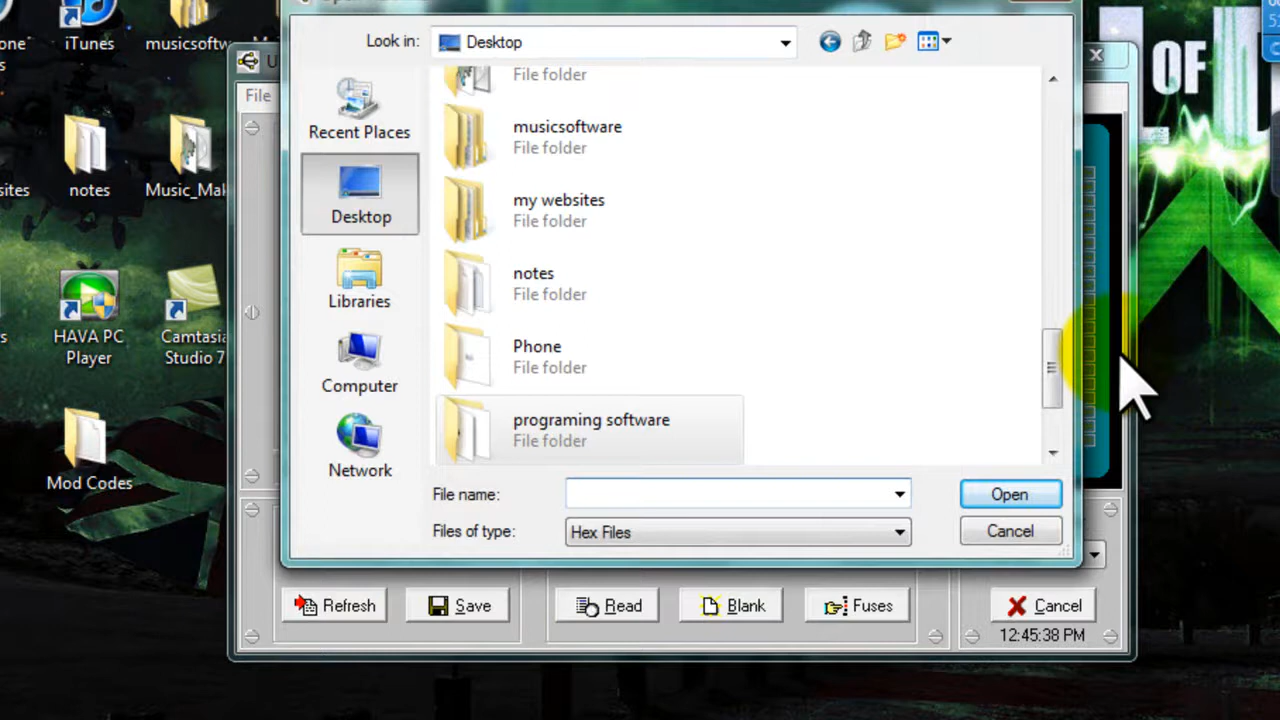 iTunes
musicsoftw
OF
Look in:
Desktop
File
File folder
Recent Places
musicsoftware
File folder
notes
Music_Mak
Desktop
my websites
File folder
Libraries
notes
File folder
HAVA PC
Player
Camtasia
Studio 7
Computer
Phone
File folder
Network
programing software
File folder
Mod Codes
File name:
Open
Files of type:
Hex Files
Cancel
Refresh
Save
Read
Blank
Fuses
Cancel
12:45:38 PM